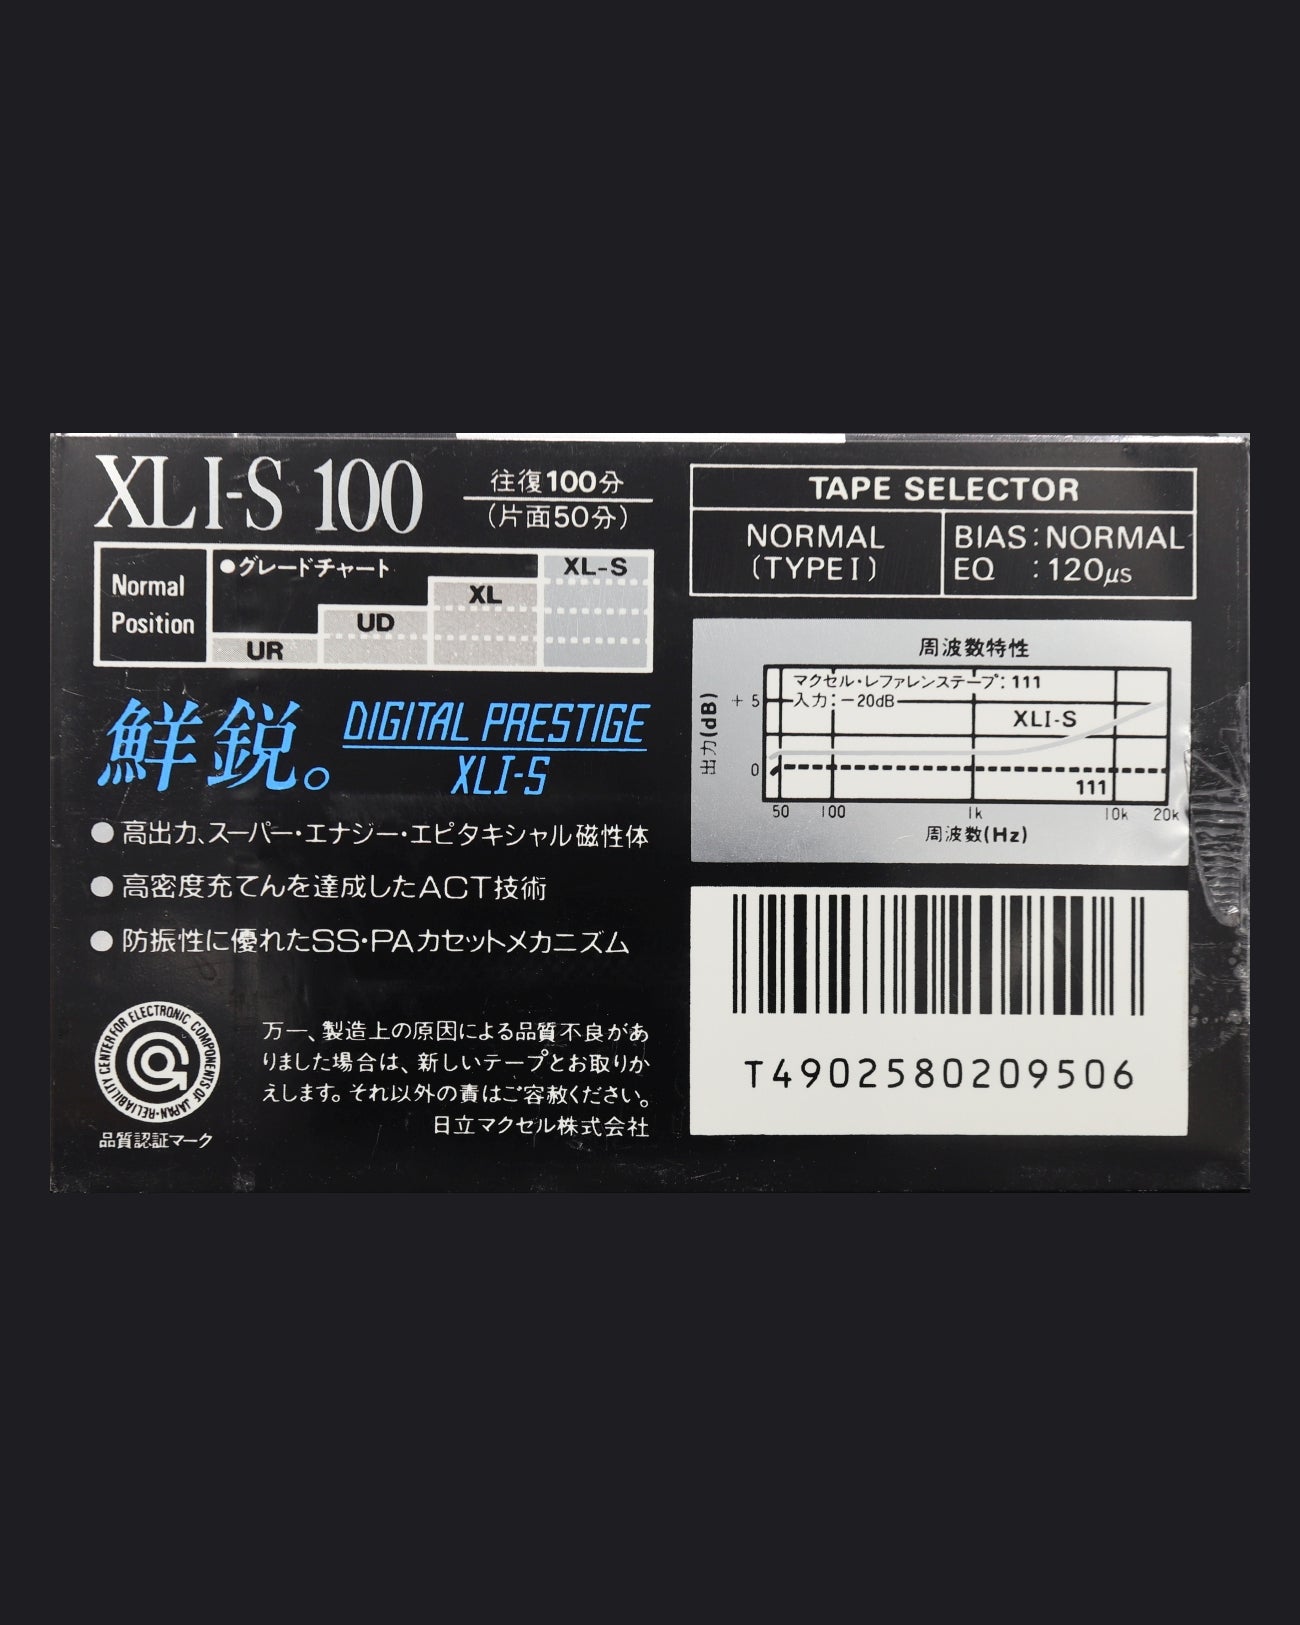 XLI-S 100
往復100分
(片面50分)
Normal
Position
●グレードチャート
UR
UD
XL
XL-S
鮮鋭。
DIGITAL PRESTIGE
XLI-S
●高出力、スーパー・エナジー・エピタキシャル磁性体
●高密度充てんを達成したACT技術
●防振性に優れたSS・PAカセットメカニズム
RELIABILITY CENTER FOR ELECTRONIC COMPONENTS OF JAPAN・RCJ・
品質認証マーク
万一、製造上の原因による品質不良があ
りました場合は、新しいテープとお取りか
えします。それ以外の責はご容赦ください。
日立マクセル株式会社
TAPE SELECTOR
NORMAL
(TYPEI)
BIAS:NORMAL
EQ :120μs
周波数特性
マクセル・レファレンステープ:111
入力:-20dB
XLI-S
111
出力(dB)
+5
0
50 100 1k 10k 20k
周波数(Hz)
T4902580209506